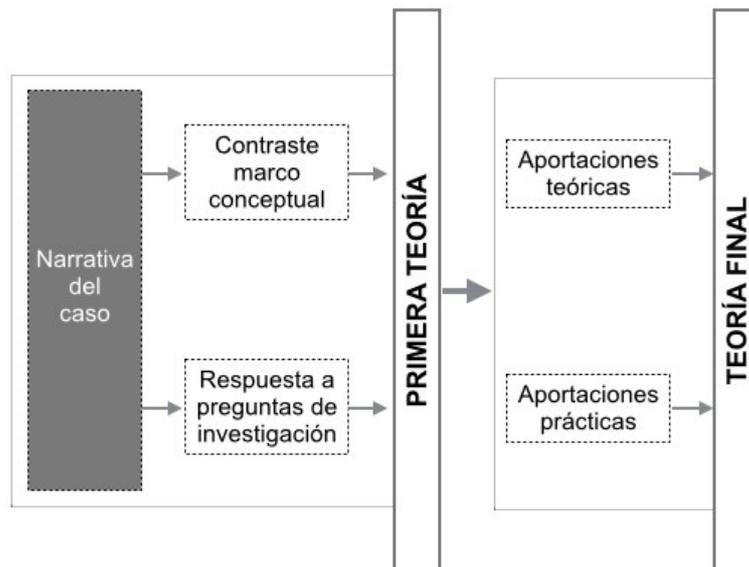 Narrativa
del
caso
Contraste
marco
conceptual
Respuesta a
preguntas de
investigación
PRIMERA TEORÍA
Aportaciones
teóricas
Aportaciones
prácticas
TEORÍA FINAL